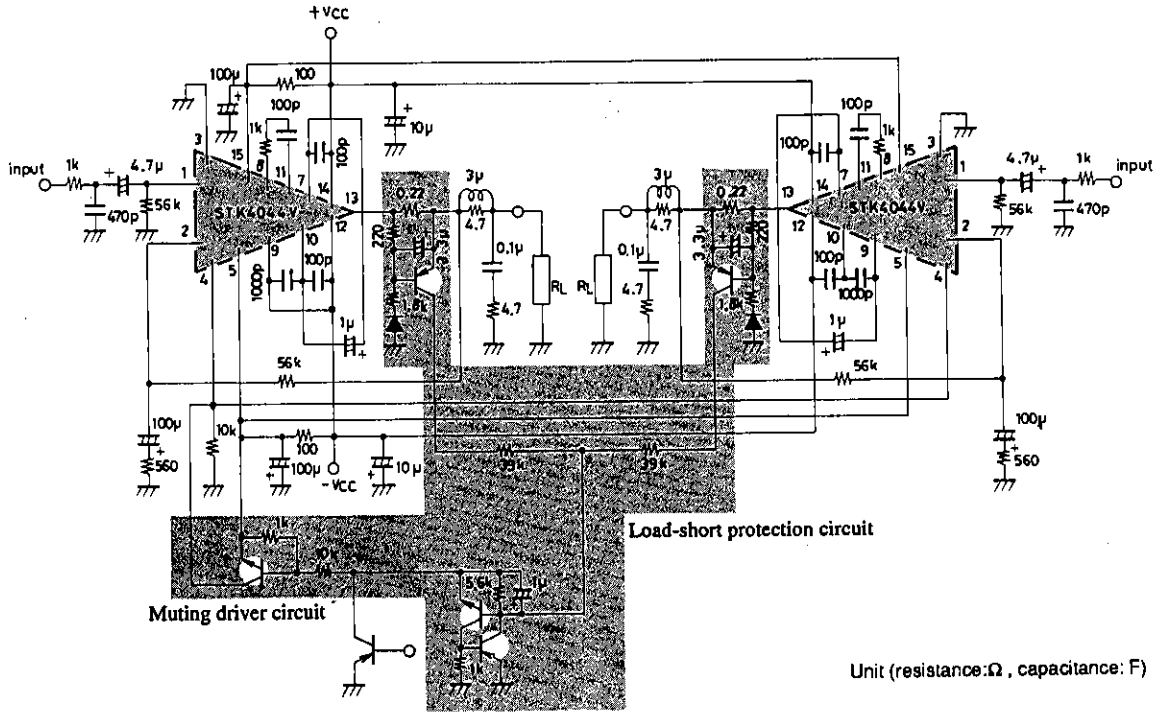 +VCC
100µ
100
100p
1k
+
10µ
100p
1k
3
15
8
11
7
14
13
12
10
9
5
4
2
1
input
1k
4.7µ
+
470p
56k
STK4044V
100p
1000p
100p
1µ
+
0.22
220
3.3µ
1.8k
3µ
4.7
0.1µ
4.7
RL
3µ
4.7
0.1µ
4.7
RL
0.22
220
3.3µ
1.8k
13
14
7
11
8
15
3
1
2
4
5
9
10
12
STK4044V
100p
100p
1000p
1µ
+
4.7µ
+
1k
input
56k
470p
56k
56k
100µ
+
560
10k
100
100µ
+
-VCC
10µ
+
39k
39k
100µ
+
560
Load-short protection circuit
1k
10k
Muting driver circuit
5.6k
1µ
1k
Unit (resistance:Ω , capacitance: F)